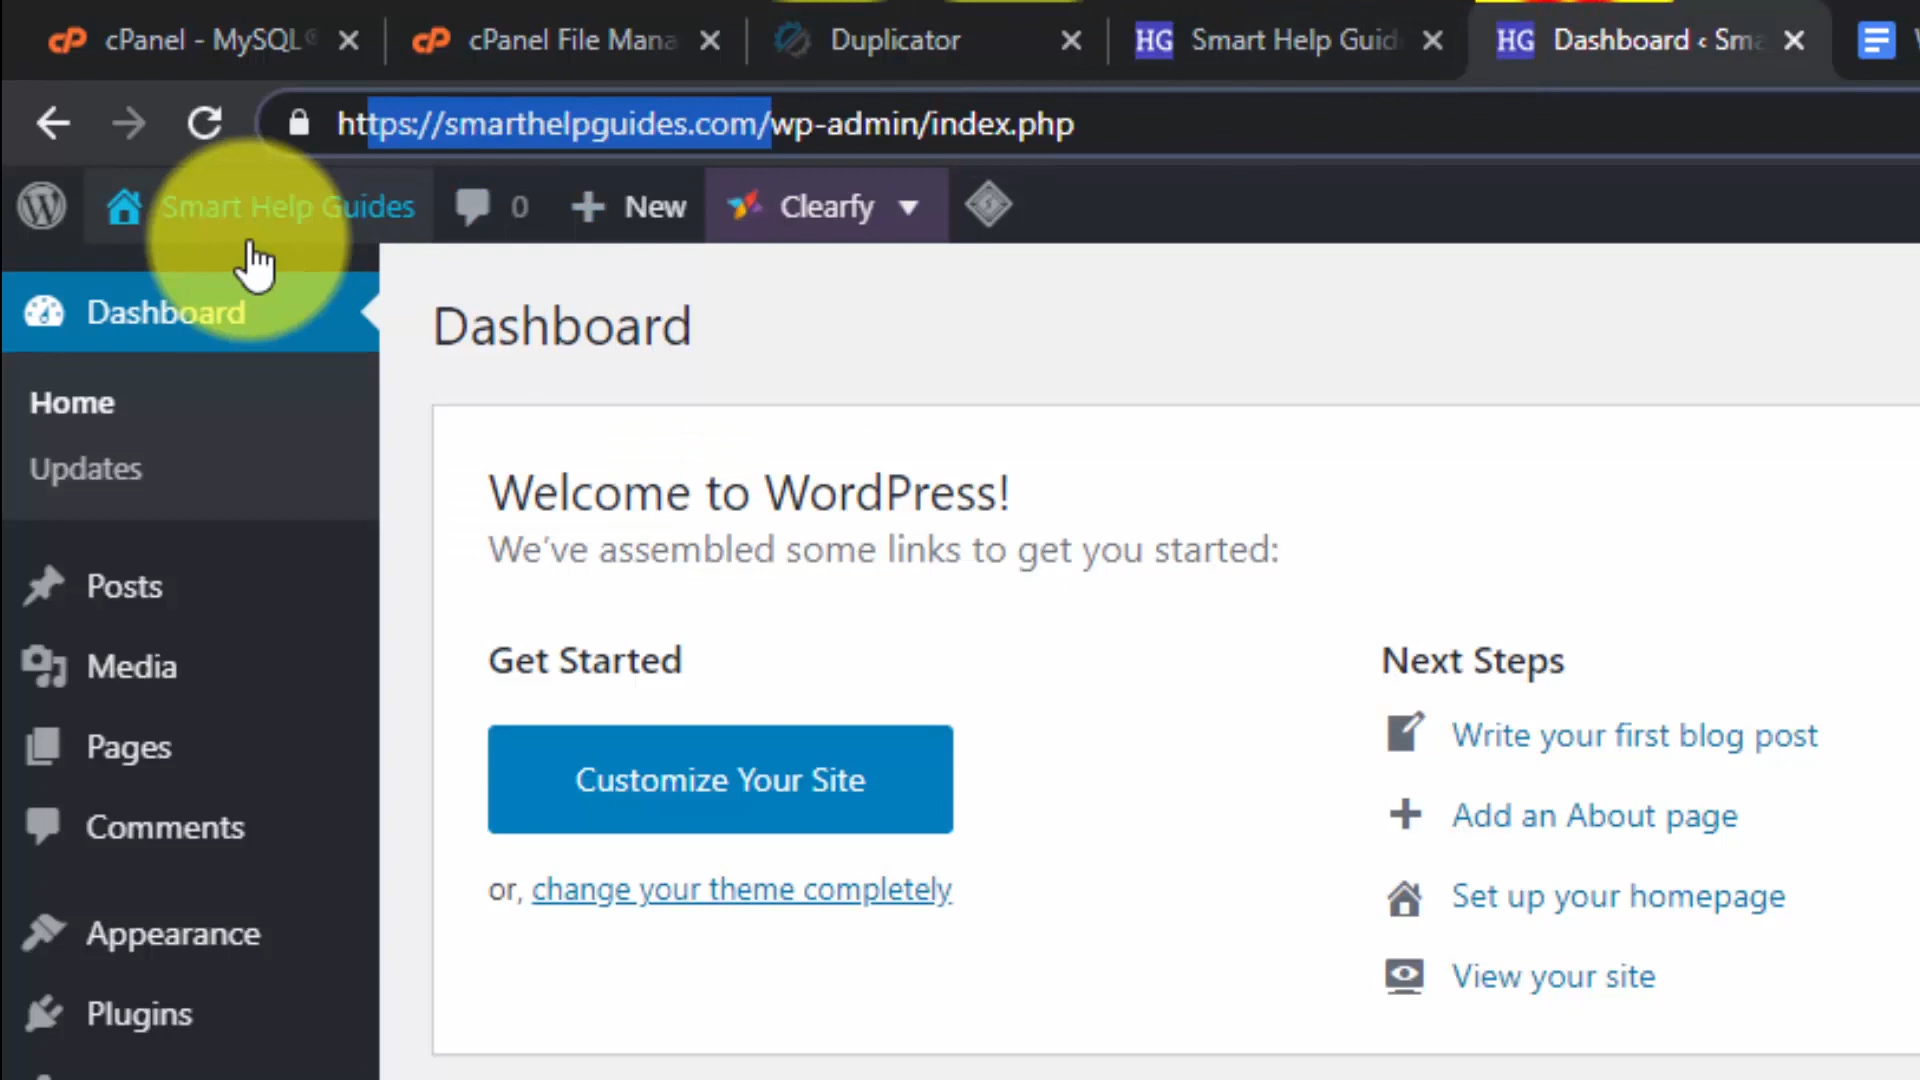 cPanel - MySQL®
cPanel File Mana
Duplicator
HG Smart Help Guid
HG Dashboard ‹ Sma
https://smarthelpguides.com/wp-admin/index.php
Smart Help Guides
0
New
Clearfy
Dashboard
Home
Updates
Posts
Media
Pages
Comments
Appearance
Plugins
Dashboard
Welcome to WordPress!
We've assembled some links to get you started:
Get Started
Customize Your Site
or, change your theme completely
Next Steps
Write your first blog post
Add an About page
Set up your homepage
View your site